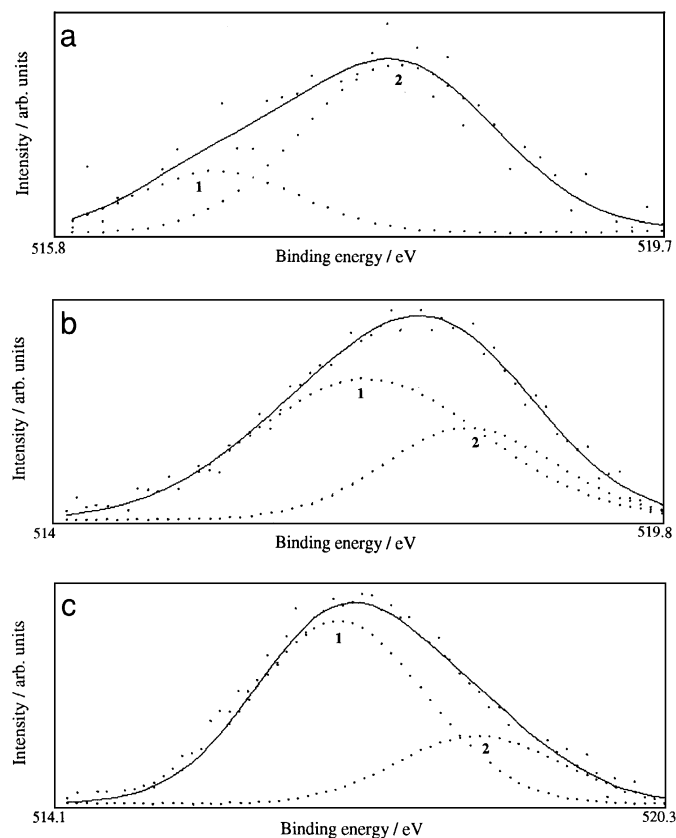 a
Intensity / arb. units
1
2
515.8
519.7
Binding energy / eV
b
Intensity / arb. units
1
2
514
519.8
Binding energy / eV
c
Intensity / arb. units
1
2
514.1
520.3
Binding energy / eV